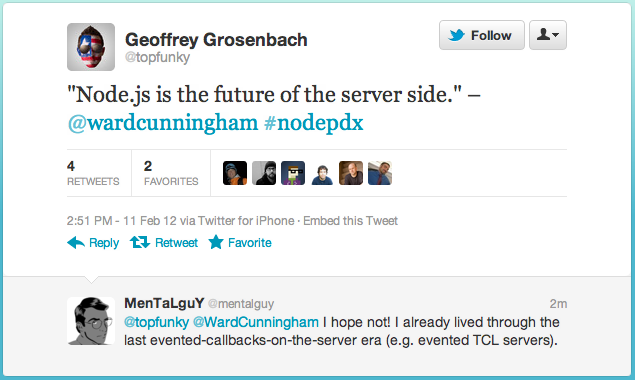 Geoffrey Grosenbach
@topfunky
Follow
"Node.js is the future of the server side." –
@wardcunningham #nodepdx
4 2
RETWEETS FAVORITES
2:51 PM - 11 Feb 12 via Twitter for iPhone · Embed this Tweet
Reply Retweet Favorite
MenTaLguY @mentalguy 2m
@topfunky @WardCunningham I hope not! I already lived through the
last evented-callbacks-on-the-server era (e.g. evented TCL servers).